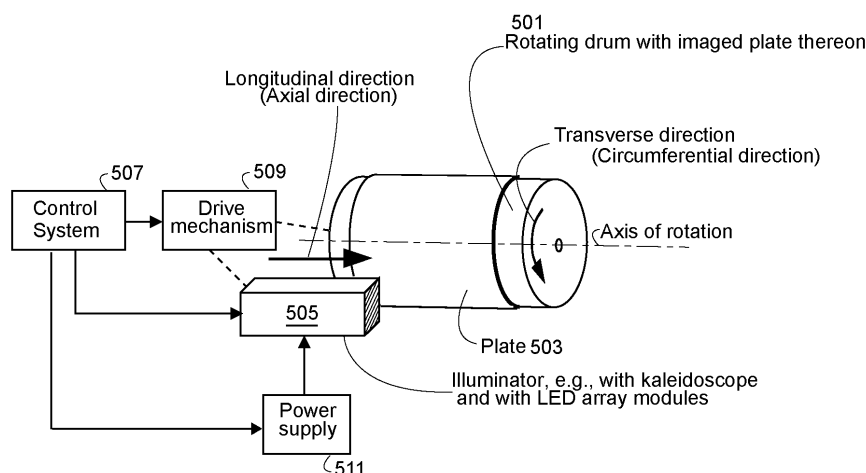 501
Rotating drum with imaged plate thereon
Longitudinal direction
(Axial direction)
Transverse direction
(Circumferential direction)
507
509
Control
System
Drive
mechanism
Axis of rotation
505
Plate 503
Illuminator, e.g., with kaleidoscope
and with LED array modules
Power
supply
511